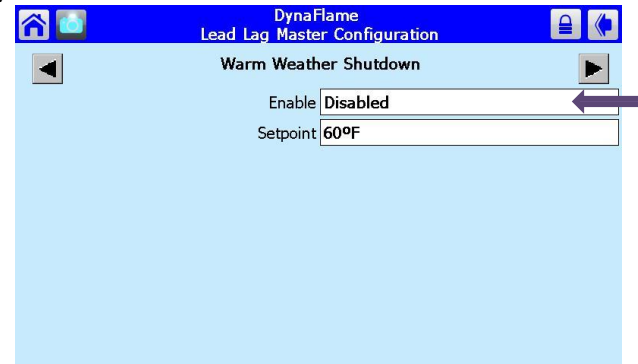 DynaFlame
Lead Lag Master Configuration
Warm Weather Shutdown
Enable Disabled
Setpoint 60ºF